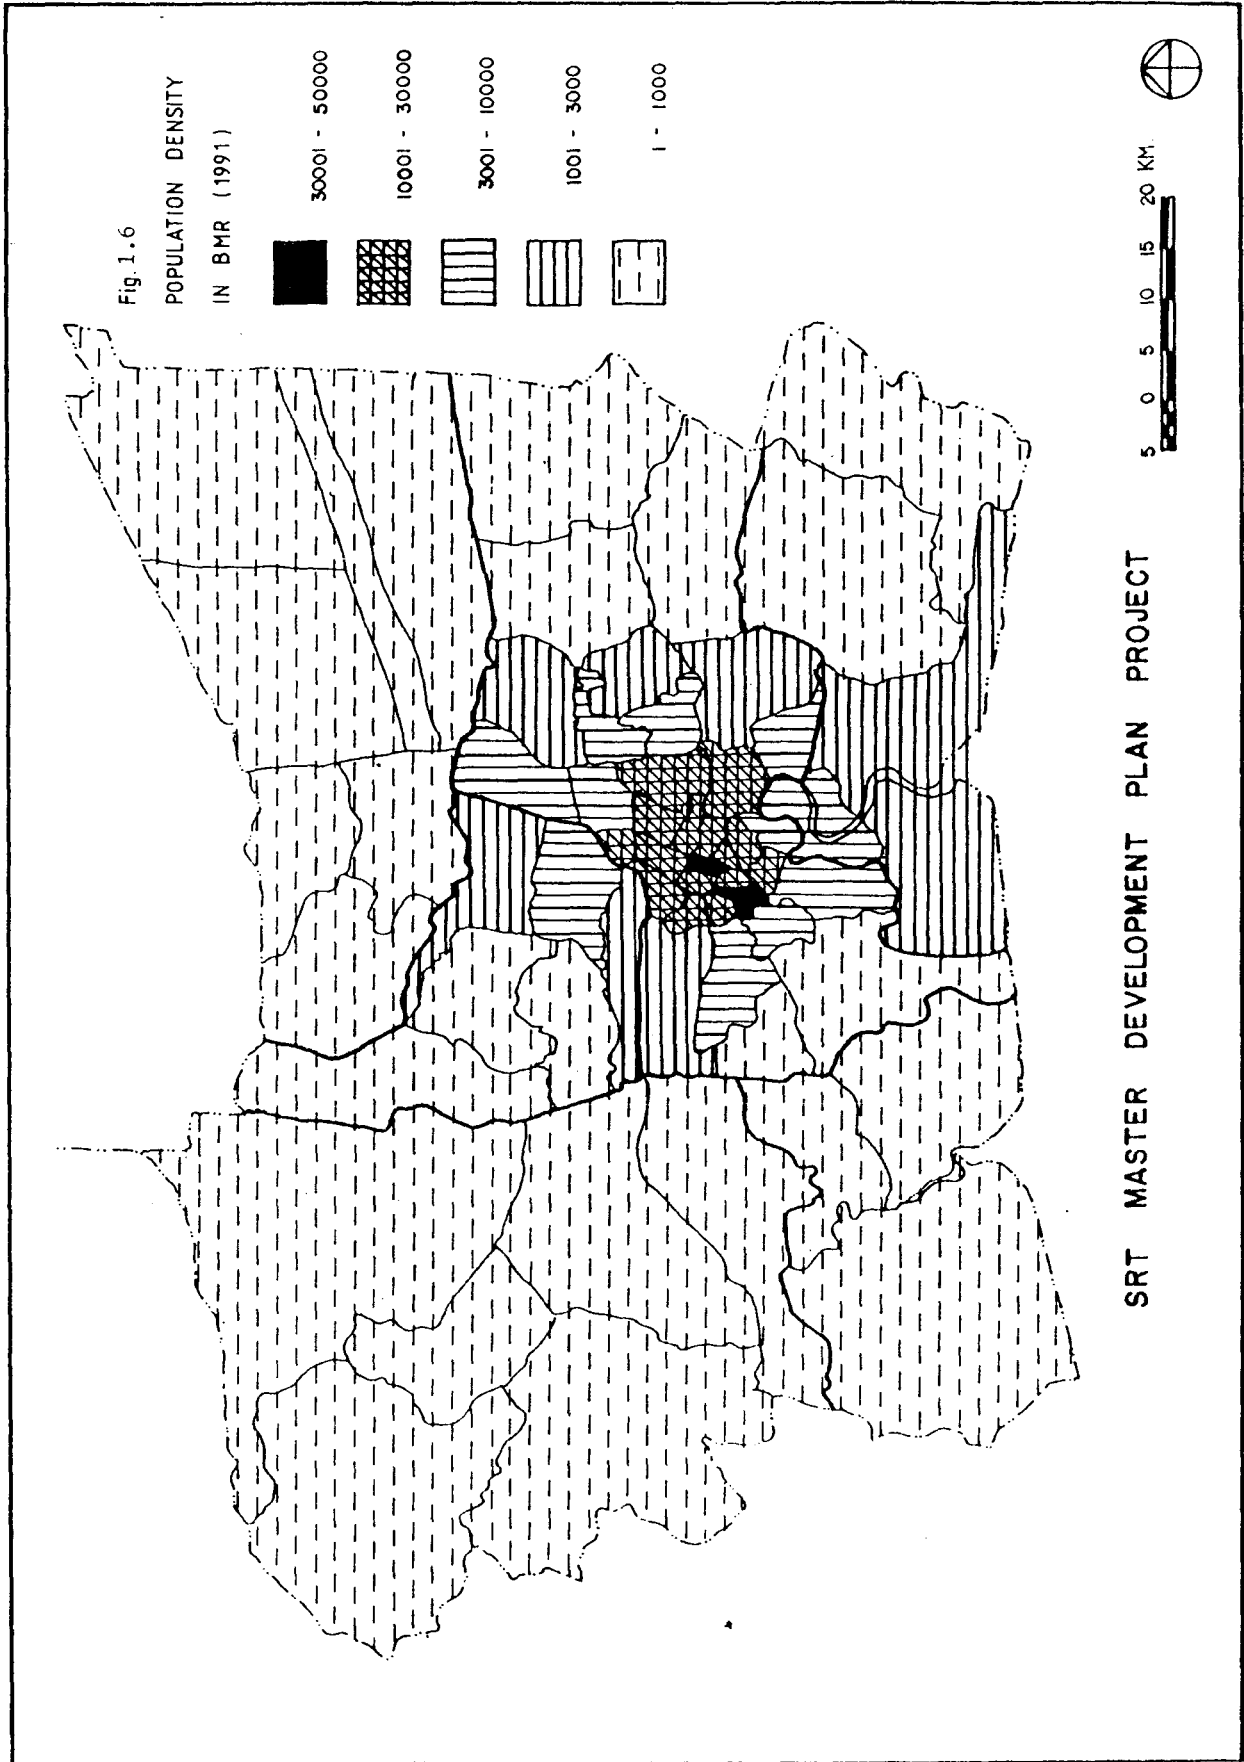 Fig. 1.6
POPULATION DENSITY
IN BMR (1991)
30001 - 50000
10001 - 30000
3001 - 10000
1001 - 3000
1 - 1000
5 0 5 10 15 20 KM.
SRT MASTER DEVELOPMENT PLAN PROJECT